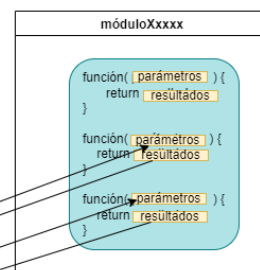 móduloXxxxx
función( parámetros ) {
return resultados
}
función( parámetros ) {
return resultados
}
función( parámetros ) {
return resultados
}